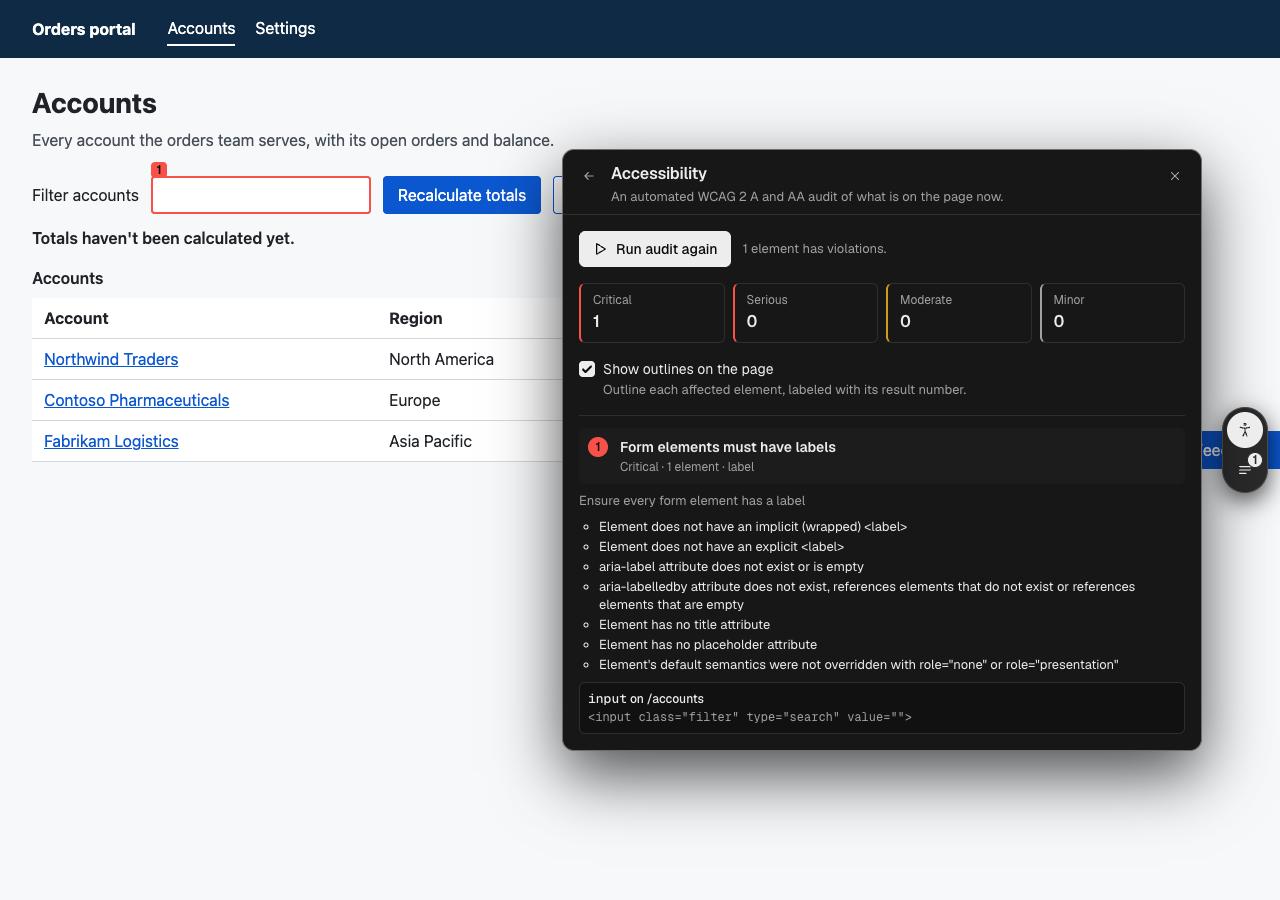 Orders portal
Accounts
Settings
Accounts
Every account the orders team serves, with its open orders and balance.
1
Filter accounts
Recalculate totals
Totals haven't been calculated yet.
Accounts
Account
Region
Northwind Traders
North America
Contoso Pharmaceuticals
Europe
Fabrikam Logistics
Asia Pacific
Accessibility
An automated WCAG 2 A and AA audit of what is on the page now.
Run audit again
1 element has violations.
Critical
1
Serious
0
Moderate
0
Minor
0
Show outlines on the page
Outline each affected element, labeled with its result number.
1
Form elements must have labels
Critical · 1 element · label
Ensure every form element has a label
Element does not have an implicit (wrapped) <label>
Element does not have an explicit <label>
aria-label attribute does not exist or is empty
aria-labelledby attribute does not exist, references elements that do not exist or references
elements that are empty
Element has no title attribute
Element has no placeholder attribute
Element's default semantics were not overridden with role="none" or role="presentation"
input on /accounts
<input class="filter" type="search" value="">
1